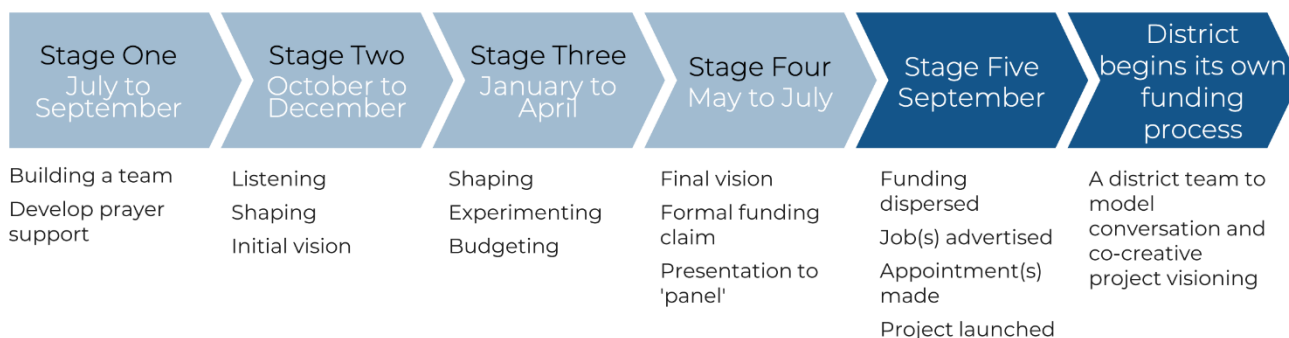 Stage One
July to
September
Stage Two
October to
December
Stage Three
January to
April
Stage Four
May to July
Stage Five
September
District
begins its own
funding
process
Building a team
Develop prayer
support
Listening
Shaping
Initial vision
Shaping
Experimenting
Budgeting
Final vision
Formal funding
claim
Presentation to
'panel'
Funding
dispersed
Job(s) advertised
Appointment(s)
made
Project launched
A district team to
model
conversation and
co-creative
project visioning